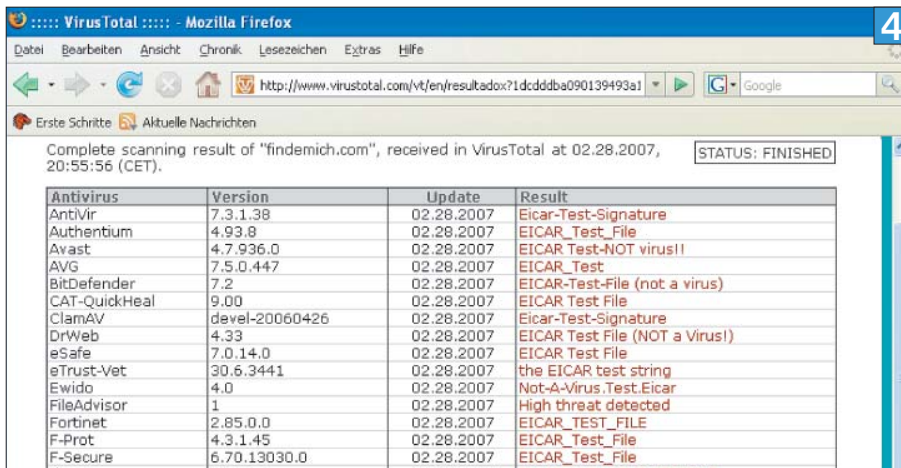 ::::: VirusTotal ::::: - Mozilla Firefox
4
Datei Bearbeiten Ansicht Chronik Lesezeichen Extras Hilfe
http://www.virustotal.com/vt/en/resultadox?1dcdddba090139493a1
G Google
Erste Schritte Aktuelle Nachrichten
Complete scanning result of "findemich.com", received in VirusTotal at 02.28.2007,
20:55:56 (CET).
STATUS: FINISHED
Antivirus Version Update Result
AntiVir 7.3.1.38 02.28.2007 Eicar-Test-Signature
Authentium 4.93.8 02.28.2007 EICAR_Test_File
Avast 4.7.936.0 02.28.2007 EICAR Test-NOT virus!!
AVG 7.5.0.447 02.28.2007 EICAR_Test
BitDefender 7.2 02.28.2007 EICAR-Test-File (not a virus)
CAT-QuickHeal 9.00 02.28.2007 EICAR Test File
ClamAV devel-20060426 02.28.2007 Eicar-Test-Signature
DrWeb 4.33 02.28.2007 EICAR Test File (NOT a Virus!)
eSafe 7.0.14.0 02.28.2007 EICAR Test File
eTrust-Vet 30.6.3441 02.28.2007 the EICAR test string
Ewido 4.0 02.28.2007 Not-A-Virus.Test.Eicar
FileAdvisor 1 02.28.2007 High threat detected
Fortinet 2.85.0.0 02.28.2007 EICAR_TEST_FILE
F-Prot 4.3.1.45 02.28.2007 EICAR_Test_File
F-Secure 6.70.13030.0 02.28.2007 EICAR_Test_File